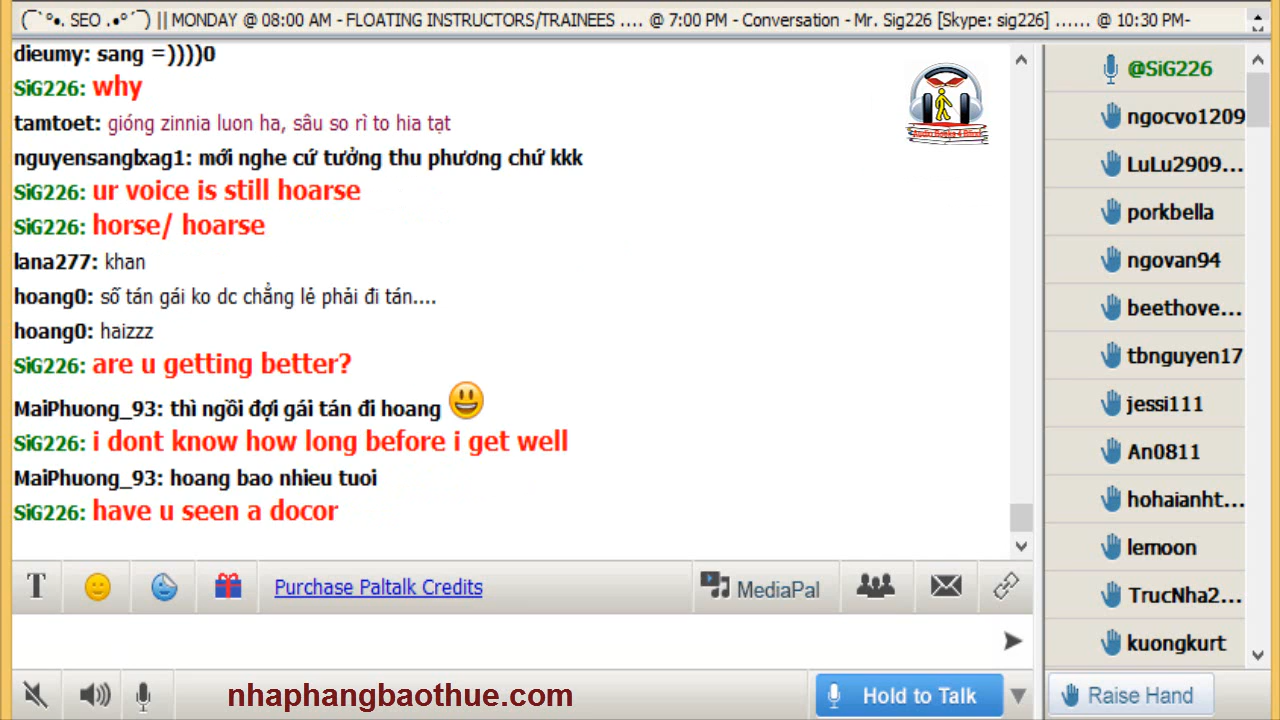 (¯`°•. SEO .•°´¯) || MONDAY @ 08:00 AM - FLOATING INSTRUCTORS/TRAINEES .... @ 7:00 PM - Conversation - Mr. Sig226 [Skype: sig226] ...... @ 10:30 PM-
dieumy: sang =))))0
SiG226: why
tamtoet: gióng zinnia luon ha, sâu so rì to hia tạt
nguyensanglxag1: mới nghe cứ tưởng thu phương chứ kkk
SiG226: ur voice is still hoarse
SiG226: horse/ hoarse
lana277: khan
hoang0: số tán gái ko dc chẳng lẻ phải đi tán....
hoang0: haizzz
SiG226: are u getting better?
MaiPhuong_93: thì ngồi đợi gái tán đi hoang
SiG226: i dont know how long before i get well
MaiPhuong_93: hoang bao nhieu tuoi
SiG226: have u seen a docor
@SiG226
ngocvo1209
LuLu2909...
porkbella
ngovan94
beethove...
tbnguyen17
jessi111
An0811
hohaianht...
lemoon
TrucNha2...
kuongkurt
T
Purchase Paltalk Credits
MediaPal
nhaphangbaothue.com
Hold to Talk
Raise Hand